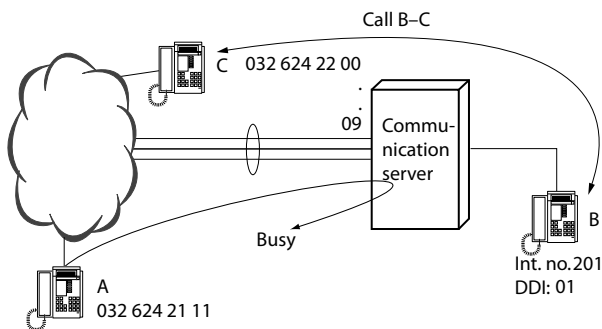 Call B–C
C 032 624 22 00
.
.
09
Commu-
nication
server
B
Busy
Int. no.201
DDI: 01
A
032 624 21 11